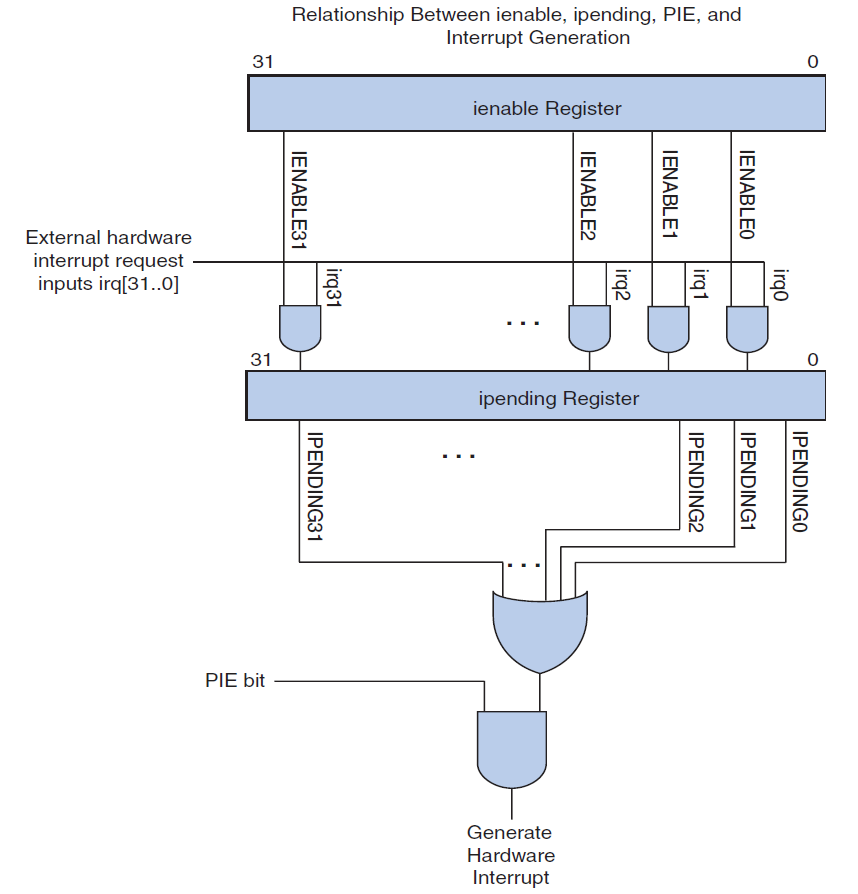 Relationship Between ienable, ipending, PIE, and
Interrupt Generation
31
0
ienable Register
IENABLE31
IENABLE2
IENABLE1
IENABLE0
External hardware
interrupt request
inputs irq[31..0]
irq31
irq2
irq1
irq0
. . .
31
0
ipending Register
IPENDING31
. . .
IPENDING2
IPENDING1
IPENDING0
. . .
PIE bit
Generate
Hardware
Interrupt